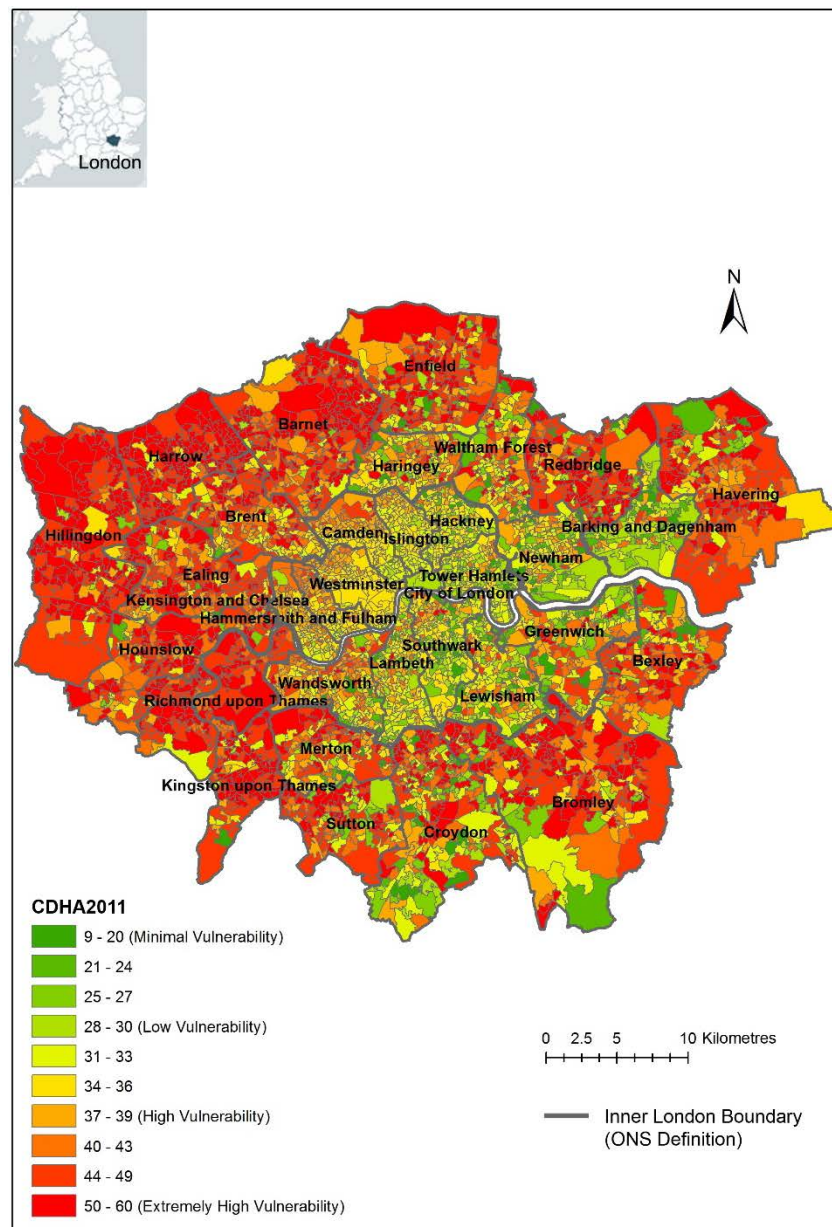 London
N
Enfield
Barnet
Harrow
Waltham Forest
Haringey
Redbridge
Havering
Hackney
Brent
Camden
Islington
Barking and Dagenham
Hillingdon
Newham
Ealing
Westminster
Tower Hamlets
Kensington and Chelsea
City of London
Hammersmith and Fulham
Greenwich
Hounslow
Southwark
Bexley
Lambeth
Wandsworth
Richmond upon Thames
Lewisham
Merton
Kingston upon Thames
Bromley
Sutton
Croydon
CDHA2011
9 - 20 (Minimal Vulnerability)
21 - 24
25 - 27
28 - 30 (Low Vulnerability)
31 - 33
34 - 36
37 - 39 (High Vulnerability)
40 - 43
44 - 49
50 - 60 (Extremely High Vulnerability)
0 2.5 5 10 Kilometres
Inner London Boundary
(ONS Definition)